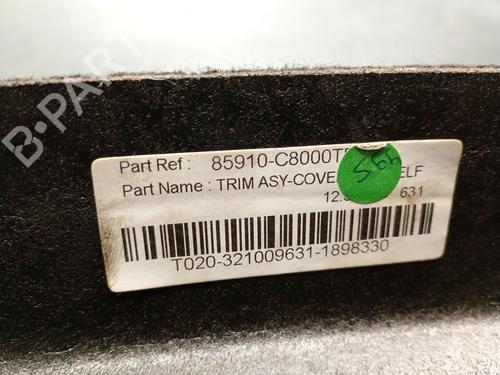 Part Ref : 85910-C8000T
Part Name : TRIM ASY-COVE ELF
631
T020-321009631-1898330
B-PARTS